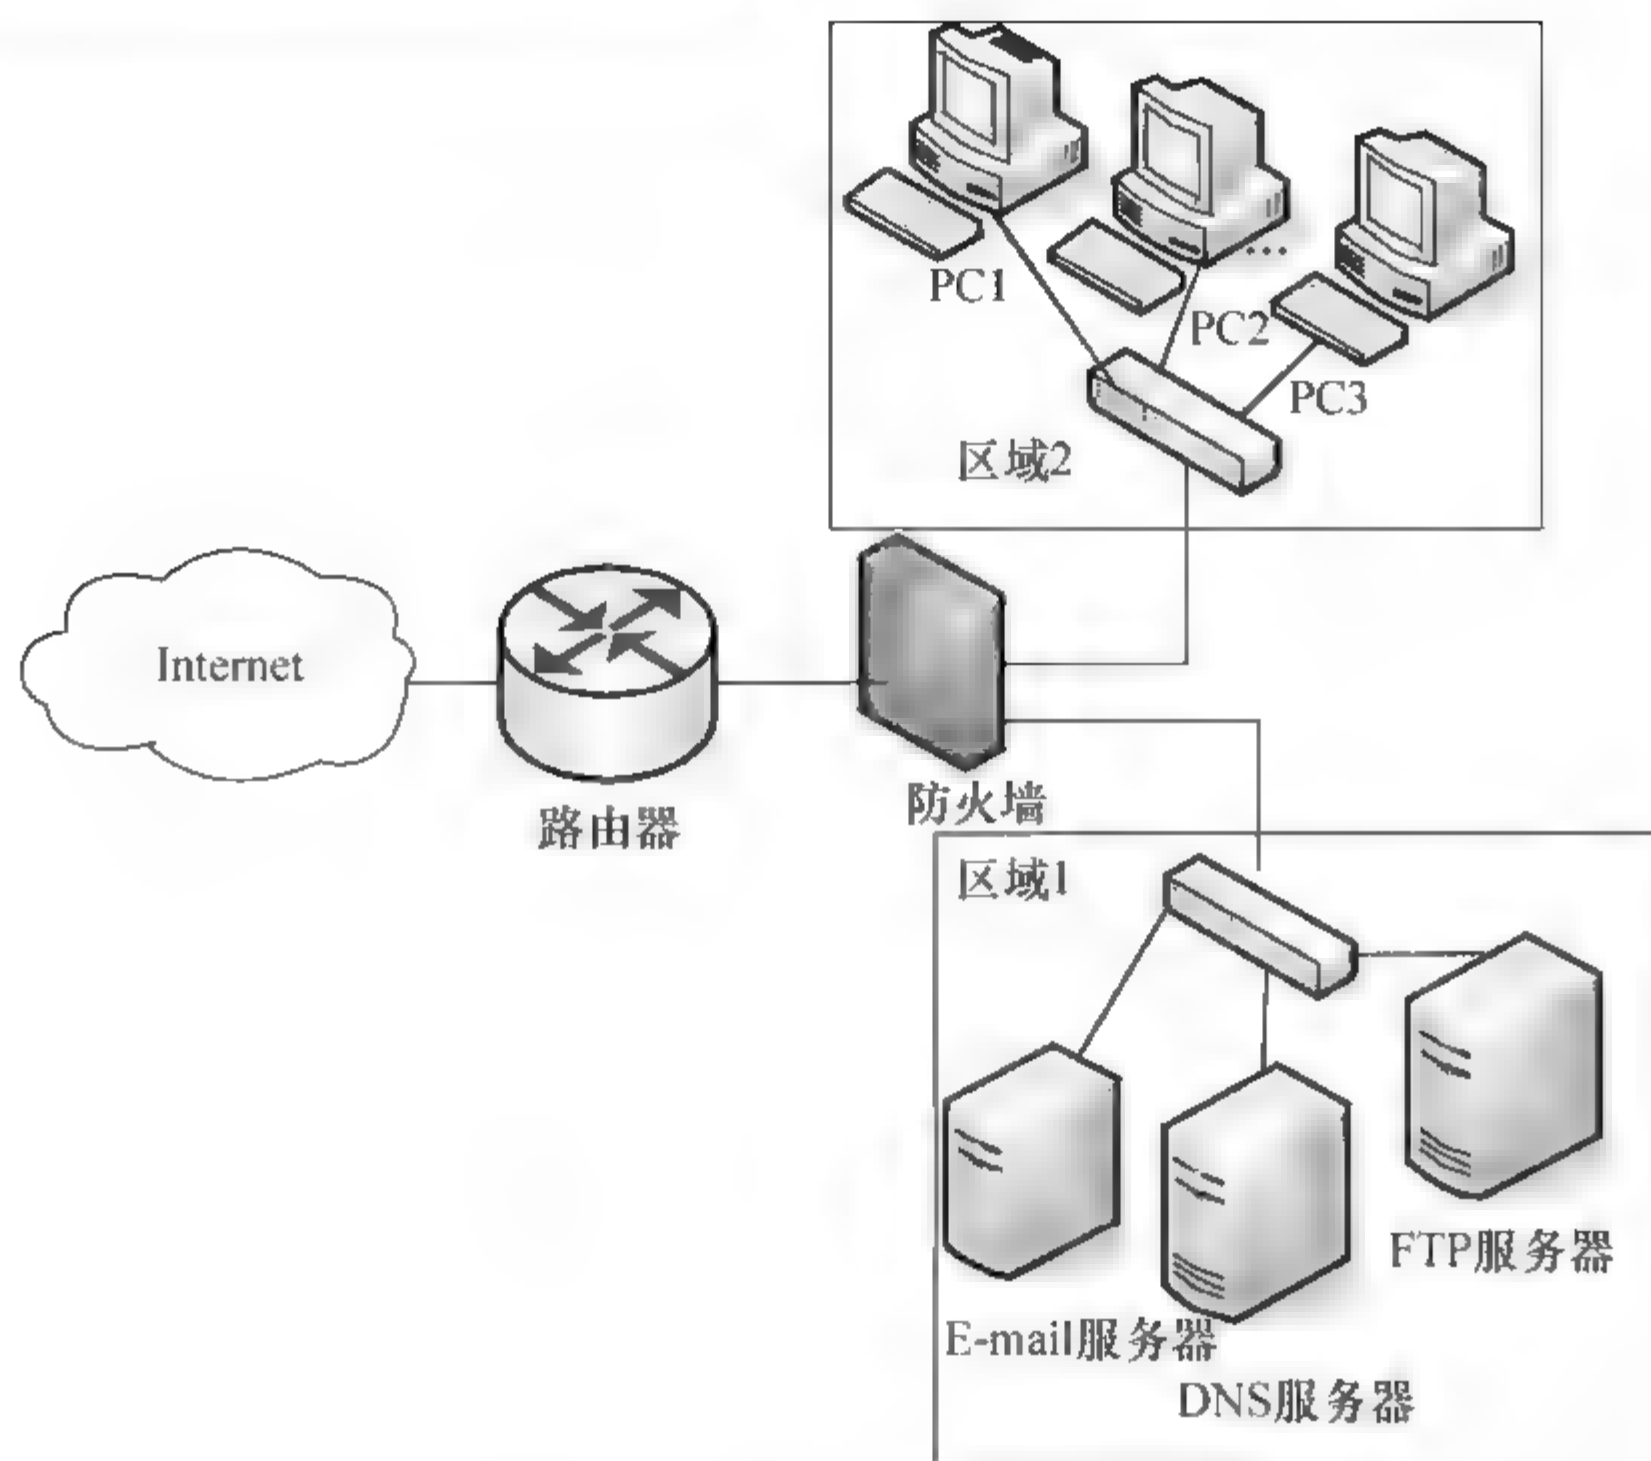 PC1
PC2
PC3
区域2
Internet
路由器
防火墙
区域1
FTP服务器
E-mail服务器
DNS服务器